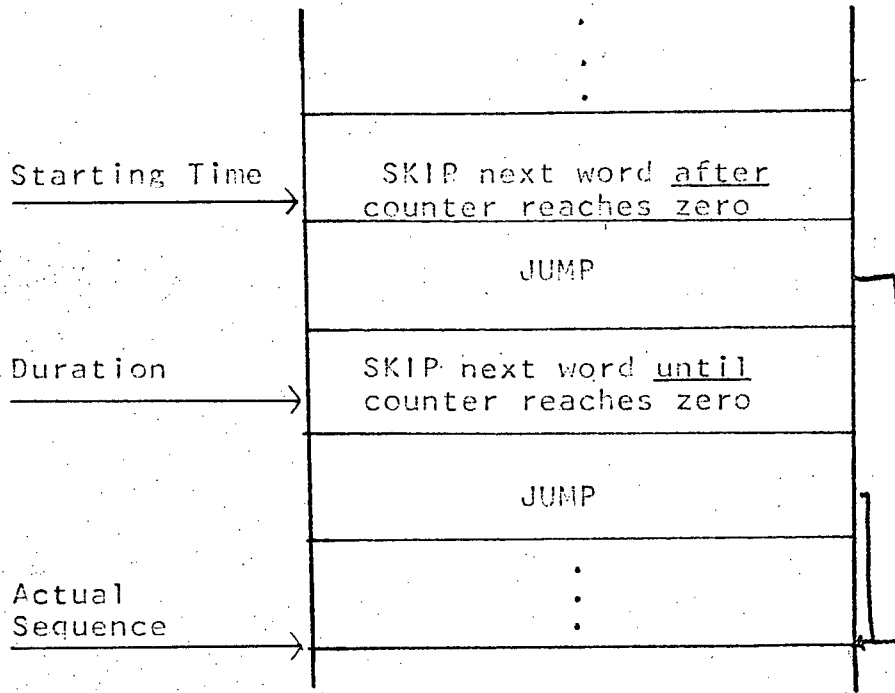 Starting Time
SKIP next word after
counter reaches zero
JUMP
Duration
SKIP next word until
counter reaches zero
JUMP
Actual
Sequence